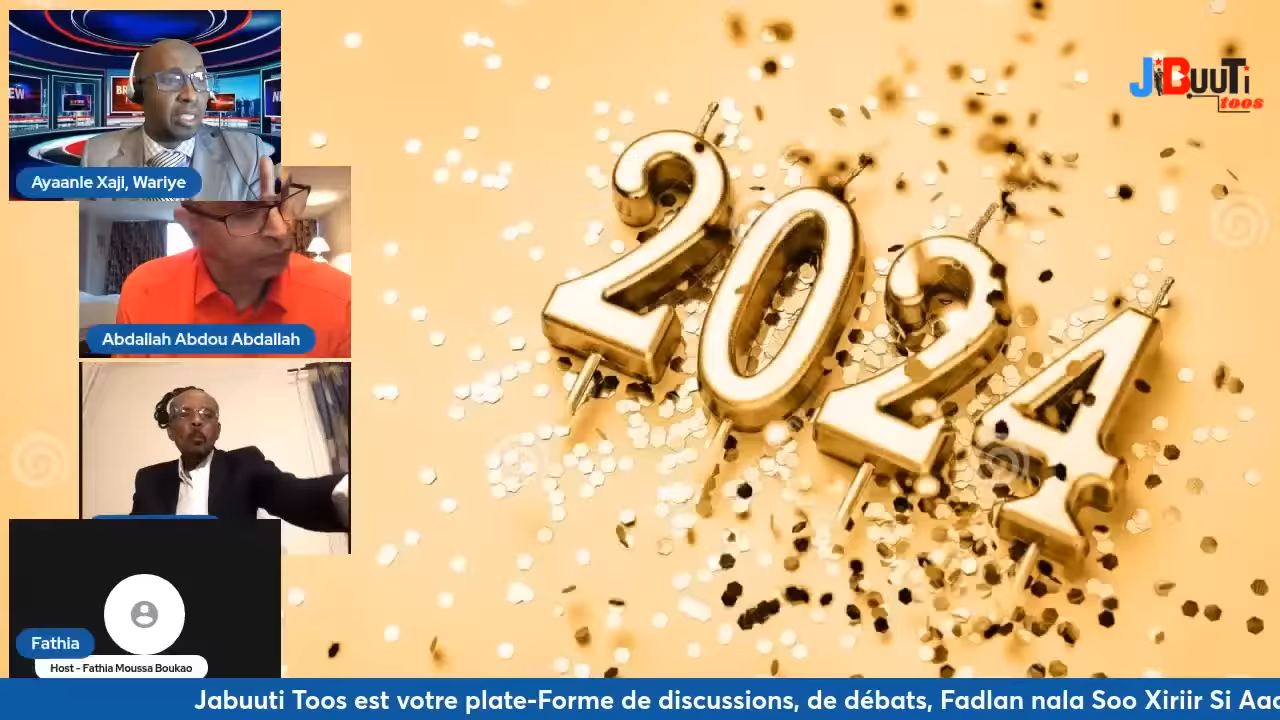 JiBUUTi
toos
Ayaanle Xaji, Wariye
Abdallah Abdou Abdallah
2024
Fathia
Host - Fathia Moussa Boukao
Jabuuti Toos est votre plate-Forme de discussions, de débats, Fadlan nala Soo Xiriir Si